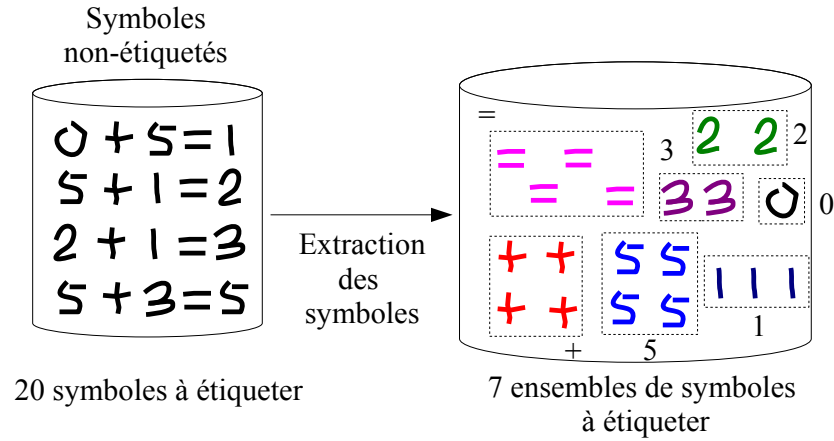 Symboles
non-étiquetés
0 + 5 = 1
5 + 1 = 2
2 + 1 = 3
5 + 3 = 5
20 symboles à étiqueter
Extraction
des
symboles
=
= =
= =
3
2 2
2
3 3
0
0
+ +
+ +
+
5 5
5 5
5
1 1 1
1
7 ensembles de symboles
à étiqueter